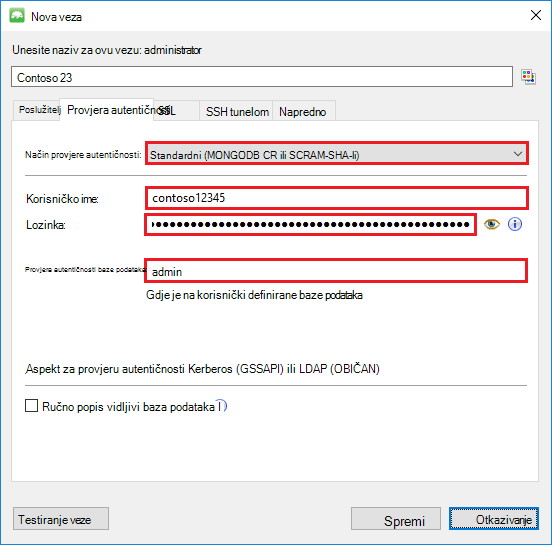 Nova veza
Unesite naziv za ovu vezu: administrator
Contoso 23
Poslužitelj Provjera autentičnosti SSL SSH tunelom Napredno
Način provjere autentičnosti: Standardni (MONGODB CR ili SCRAM-SHA-li)
Korisničko ime: contoso12345
Lozinka:
Provjera autentičnosti baze podataka admin
Gdje je na korisnički definirane baze podataka
Aspekt za provjeru autentičnosti Kerberos (GSSAPI) ili LDAP (OBIČAN)
Ručno popis vidljivi baza podataka
Testiranje veze Spremi Otkazivanje